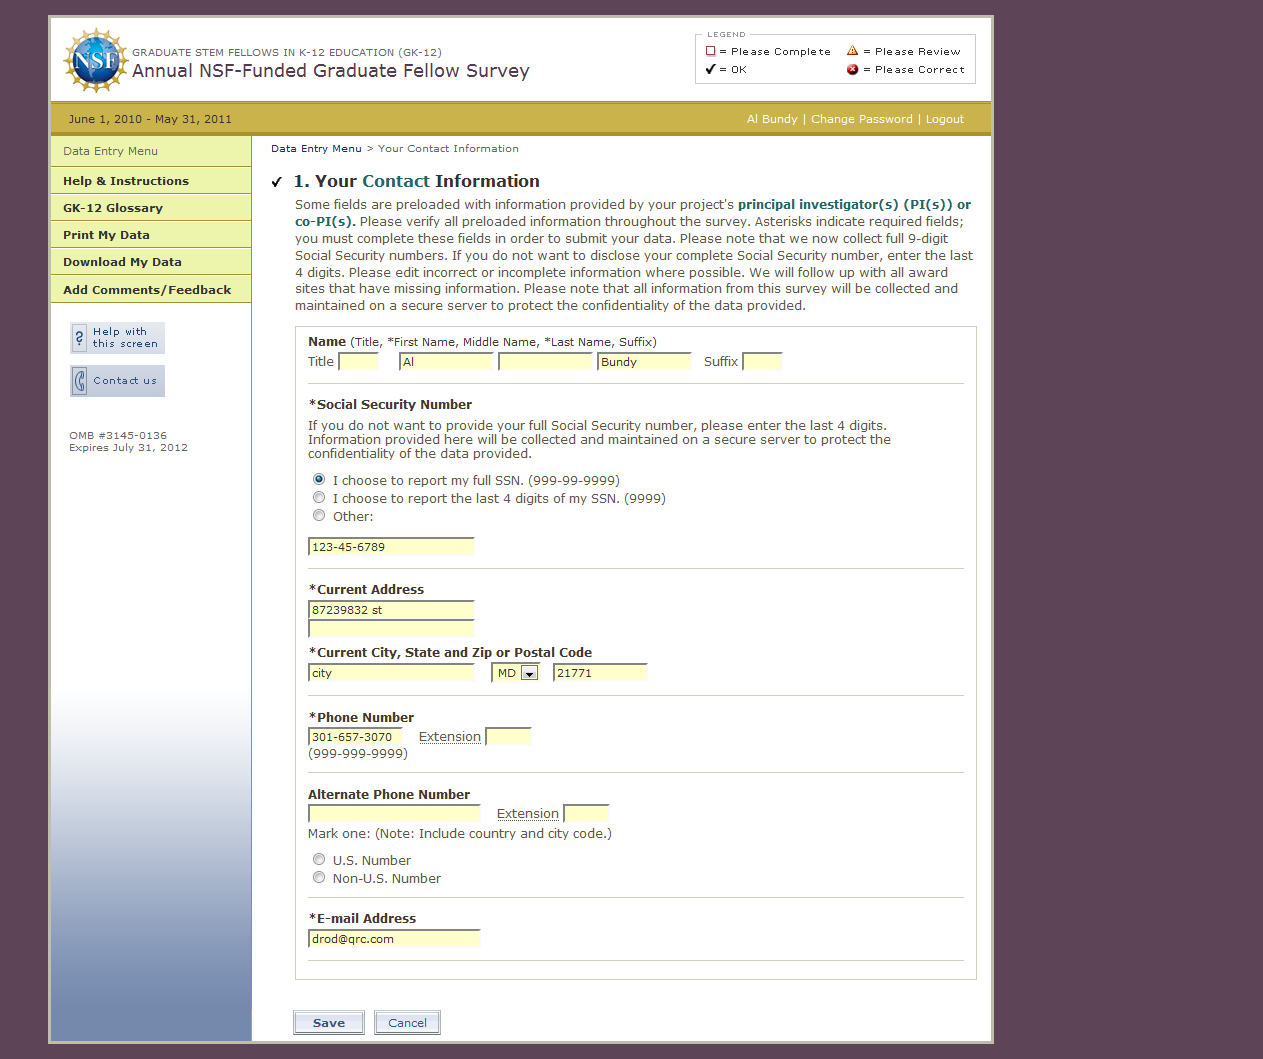 NSF
GRADUATE STEM FELLOWS IN K-12 EDUCATION (GK-12)
Annual NSF-Funded Graduate Fellow Survey
LEGEND
= Please Complete
= Please Review
= OK
= Please Correct
June 1, 2010 - May 31, 2011
Al Bundy | Change Password | Logout
Data Entry Menu
Help & Instructions
GK-12 Glossary
Print My Data
Download My Data
Add Comments/Feedback
? Help with
this screen
Contact us
OMB #3145-0136
Expires July 31, 2012
Data Entry Menu > Your Contact Information
1. Your Contact Information
Some fields are preloaded with information provided by your project's principal investigator(s) (PI(s)) or
co-PI(s). Please verify all preloaded information throughout the survey. Asterisks indicate required fields;
you must complete these fields in order to submit your data. Please note that we now collect full 9-digit
Social Security numbers. If you do not want to disclose your complete Social Security number, enter the last
4 digits. Please edit incorrect or incomplete information where possible. We will follow up with all award
sites that have missing information. Please note that all information from this survey will be collected and
maintained on a secure server to protect the confidentiality of the data provided.
Name (Title, *First Name, Middle Name, *Last Name, Suffix)
Title Al Bundy Suffix
*Social Security Number
If you do not want to provide your full Social Security number, please enter the last 4 digits.
Information provided here will be collected and maintained on a secure server to protect the
confidentiality of the data provided.
I choose to report my full SSN. (999-99-9999)
I choose to report the last 4 digits of my SSN. (9999)
Other:
123-45-6789
*Current Address
87239832 st
*Current City, State and Zip or Postal Code
city MD 21771
*Phone Number
301-657-3070 Extension
(999-999-9999)
Alternate Phone Number
Extension
Mark one: (Note: Include country and city code.)
U.S. Number
Non-U.S. Number
*E-mail Address
drod@qrc.com
Save Cancel